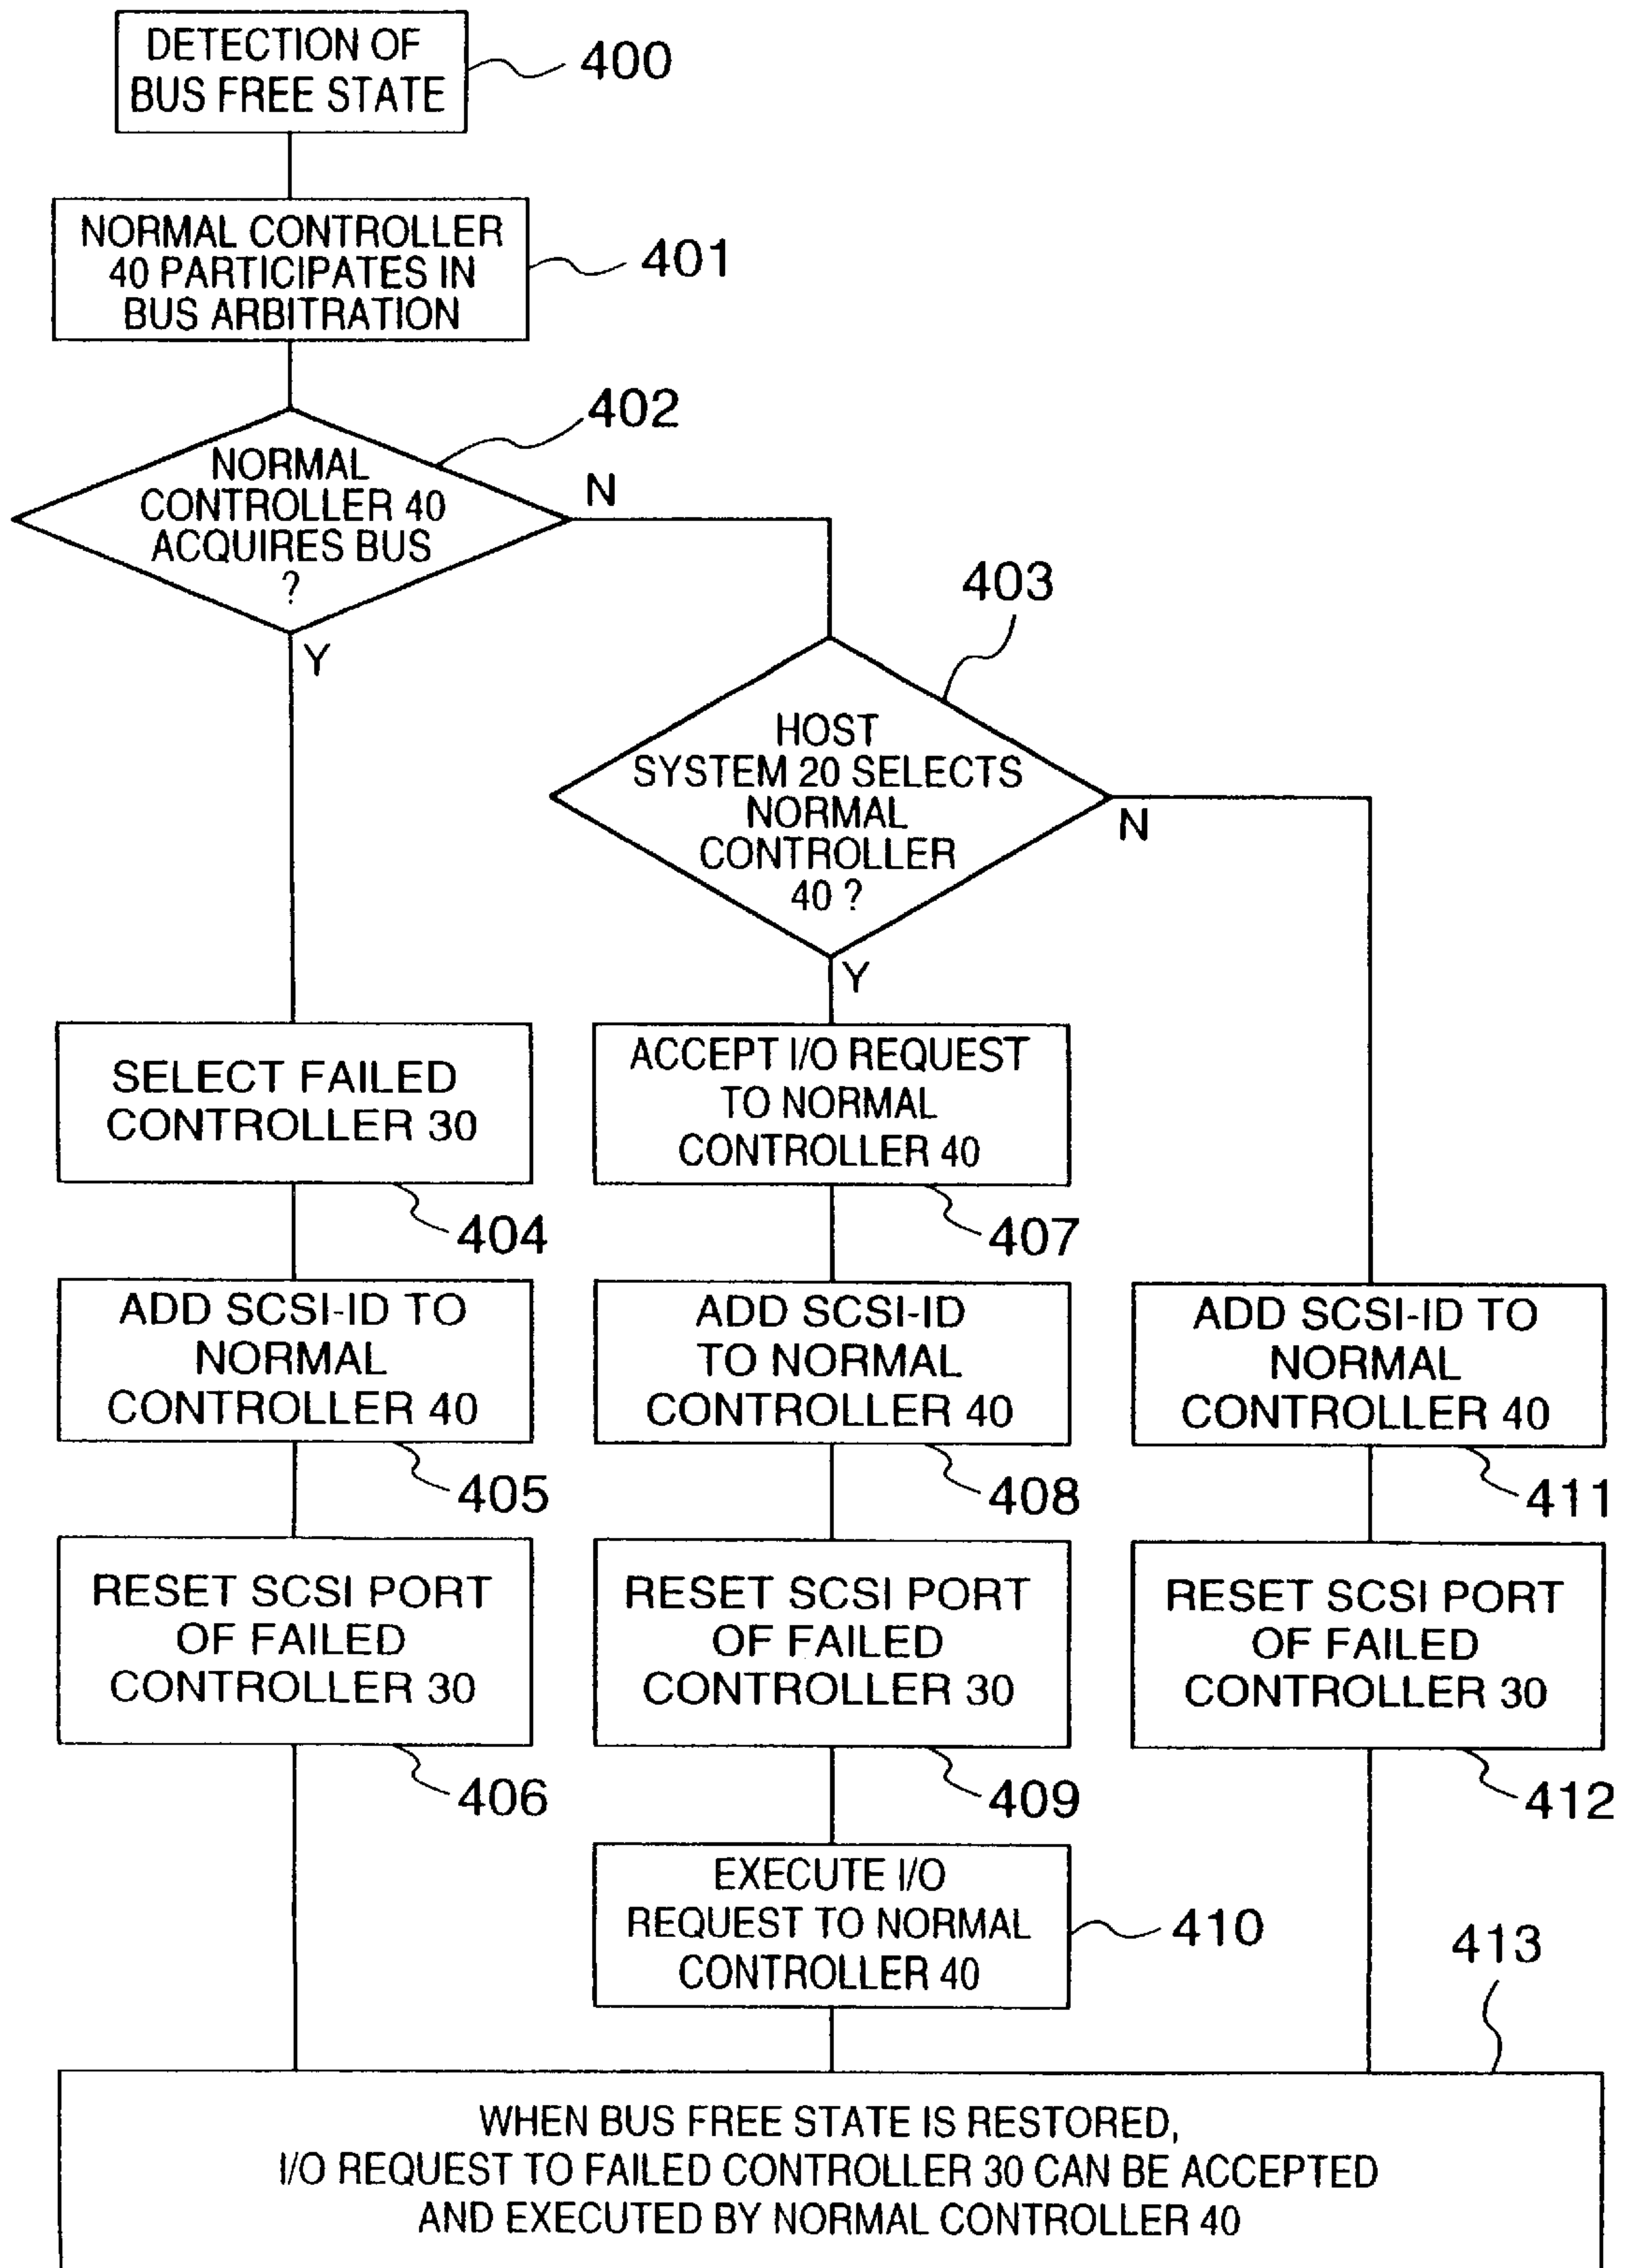 DETECTION OF
BUS FREE STATE
400
NORMAL CONTROLLER
40 PARTICIPATES IN
BUS ARBITRATION
401
402
NORMAL
CONTROLLER 40
ACQUIRES BUS
?
N
Y
403
HOST
SYSTEM 20 SELECTS
NORMAL
CONTROLLER
40 ?
N
Y
SELECT FAILED
CONTROLLER 30
404
ACCEPT I/O REQUEST
TO NORMAL
CONTROLLER 40
407
ADD SCSI-ID TO
NORMAL
CONTROLLER 40
405
ADD SCSI-ID
TO NORMAL
CONTROLLER 40
408
ADD SCSI-ID TO
NORMAL
CONTROLLER 40
411
RESET SCSI PORT
OF FAILED
CONTROLLER 30
406
RESET SCSI PORT
OF FAILED
CONTROLLER 30
409
RESET SCSI PORT
OF FAILED
CONTROLLER 30
412
EXECUTE I/O
REQUEST TO NORMAL
CONTROLLER 40
410
413
WHEN BUS FREE STATE IS RESTORED,
I/O REQUEST TO FAILED CONTROLLER 30 CAN BE ACCEPTED
AND EXECUTED BY NORMAL CONTROLLER 40